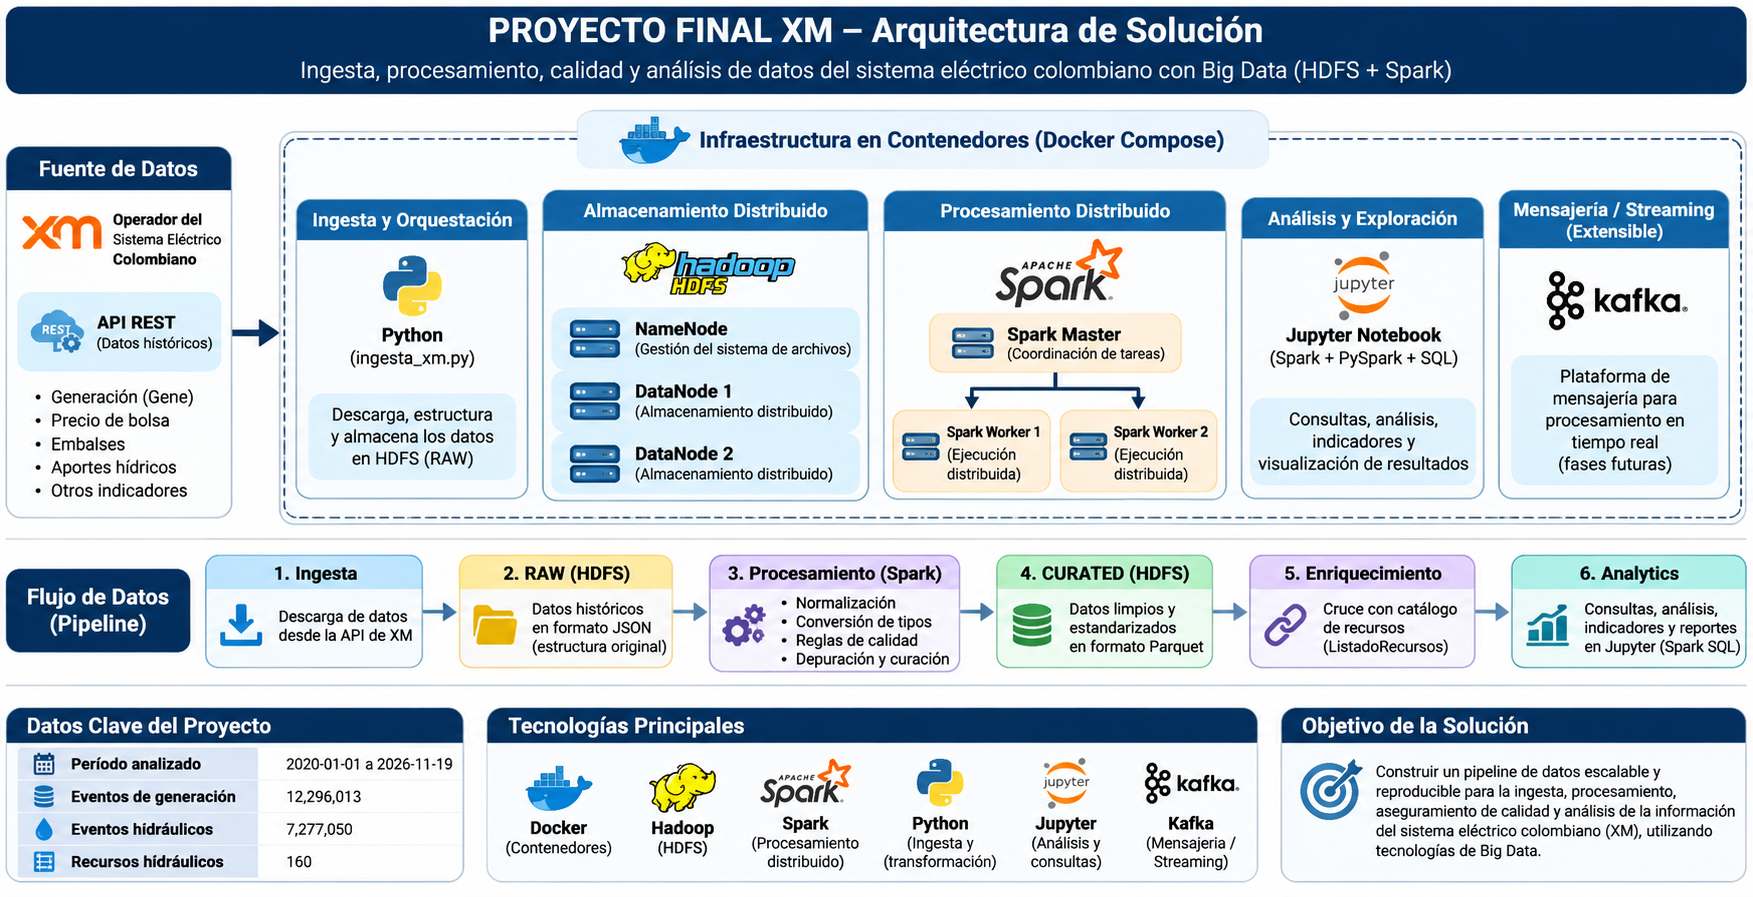 PROYECTO FINAL XM – Arquitectura de Solución
Ingesta, procesamiento, calidad y análisis de datos del sistema eléctrico colombiano con Big Data (HDFS + Spark)
Infraestructura en Contenedores (Docker Compose)
Fuente de Datos
xm
Operador del
Sistema Eléctrico
Colombiano
REST
API REST
(Datos históricos)
• Generación (Gene)
• Precio de bolsa
• Embalses
• Aportes hídricos
• Otros indicadores
Ingesta y Orquestación
Python
(ingesta_xm.py)
Descarga, estructura
y almacena los datos
en HDFS (RAW)
Almacenamiento Distribuido
hadoop
HDFS
NameNode
(Gestión del sistema de archivos)
DataNode 1
(Almacenamiento distribuido)
DataNode 2
(Almacenamiento distribuido)
Procesamiento Distribuido
APACHE
Spark
Spark Master
(Coordinación de tareas)
Spark Worker 1
(Ejecución
distribuida)
Spark Worker 2
(Ejecución
distribuida)
Análisis y Exploración
jupyter
Jupyter Notebook
(Spark + PySpark + SQL)
Consultas, análisis,
indicadores y
visualización de resultados
Mensajería / Streaming
(Extensible)
kafka®
Plataforma de
mensajería para
procesamiento en
tiempo real
(fases futuras)
Flujo de Datos
(Pipeline)
1. Ingesta
Descarga de datos
desde la API de XM
2. RAW (HDFS)
Datos históricos
en formato JSON
(estructura original)
3. Procesamiento (Spark)
• Normalización
• Conversión de tipos
• Reglas de calidad
• Depuración y curación
4. CURATED (HDFS)
Datos limpios y
estandarizados
en formato Parquet
5. Enriquecimiento
Cruce con catálogo
de recursos
(ListadoRecursos)
6. Analytics
Consultas, análisis,
indicadores y reportes
en Jupyter (Spark SQL)
Datos Clave del Proyecto
Período analizado 2020-01-01 a 2026-11-19
Eventos de generación 12,296,013
Eventos hídráulicos 7,277,050
Recursos hídráulicos 160
Tecnologías Principales
Docker
(Contenedores)
Hadoop
(HDFS)
APACHE
Spark
Spark
(Procesamiento
distribuido)
Python
(Ingesta y
(transformación)
jupyter
Jupyter
(Análisis y
consultas)
kafka®
Kafka
(Mensajeria /
Streaming)
Objetivo de la Solución
Construir un pipeline de datos escalable y
reproducible para la ingesta, procesamiento,
aseguramiento de calidad y análisis de la información
del sistema eléctrico colombiano (XM), utilizando
tecnologías de Big Data.